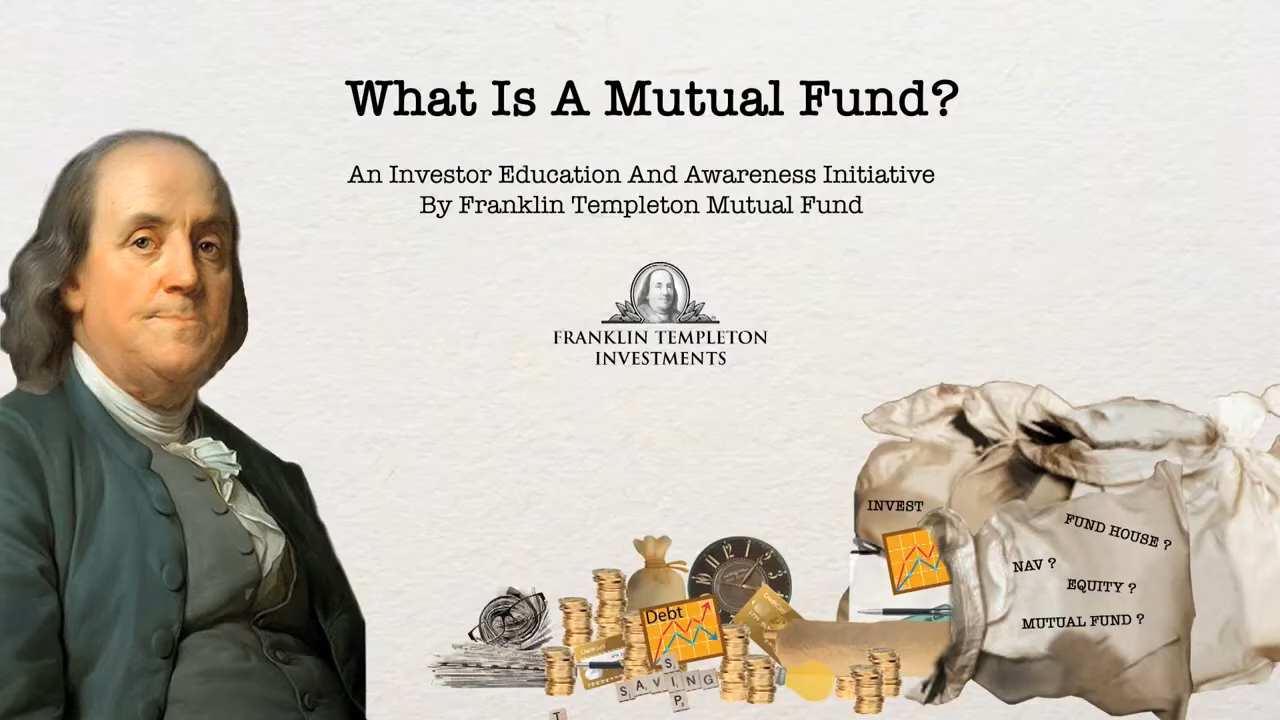 What Is A Mutual Fund?
An Investor Education And Awareness Initiative
By Franklin Templeton Mutual Fund
FRANKLIN TEMPLETON
INVESTMENTS
INVEST
FUND HOUSE ?
NAV ?
EQUITY ?
MUTUAL FUND ?
Debt
SAVING
SIP
T